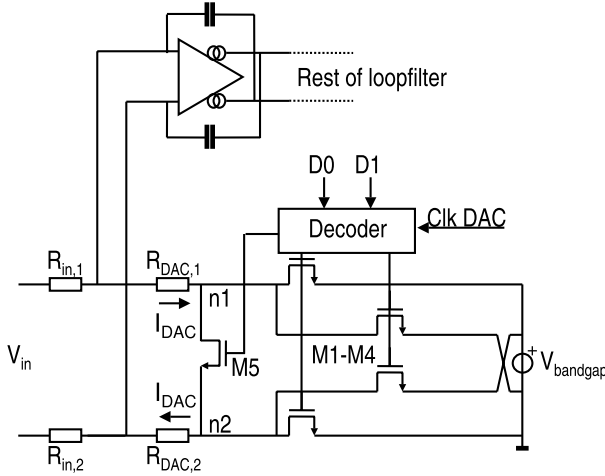 Rest of loopfilter
D0 D1
Decoder
Clk DAC
Rin,1
RDAC,1
n1
IDAC
Vin
M5
M1-M4
+
Vbandgap
IDAC
n2
Rin,2
RDAC,2